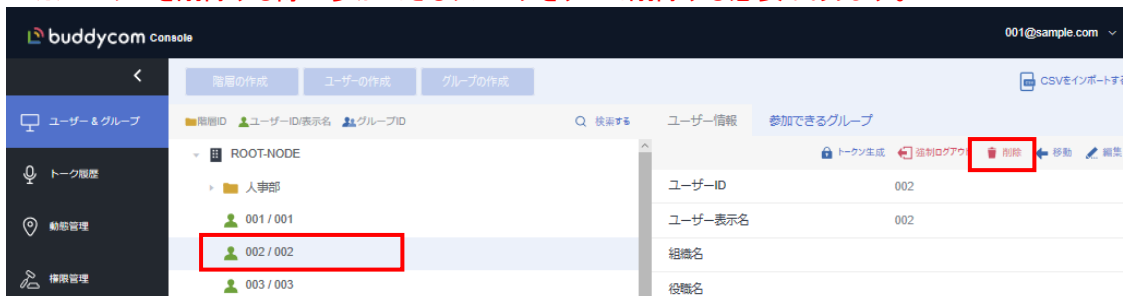 buddycom Console
001@sample.com
階層の作成 ユーザーの作成 グループの作成
CSVをインポートする
ユーザー & グループ
階層ID ユーザーID/表示名 グループID
検索する
ユーザー情報 参加できるグループ
トークン生成 強制ログアウト 削除 移動 編集
ROOT-NODE
トーク履歴
人事部
ユーザーID 002
001 / 001
ユーザー表示名 002
動態管理
002 / 002
組織名
権限管理
003 / 003
役職名